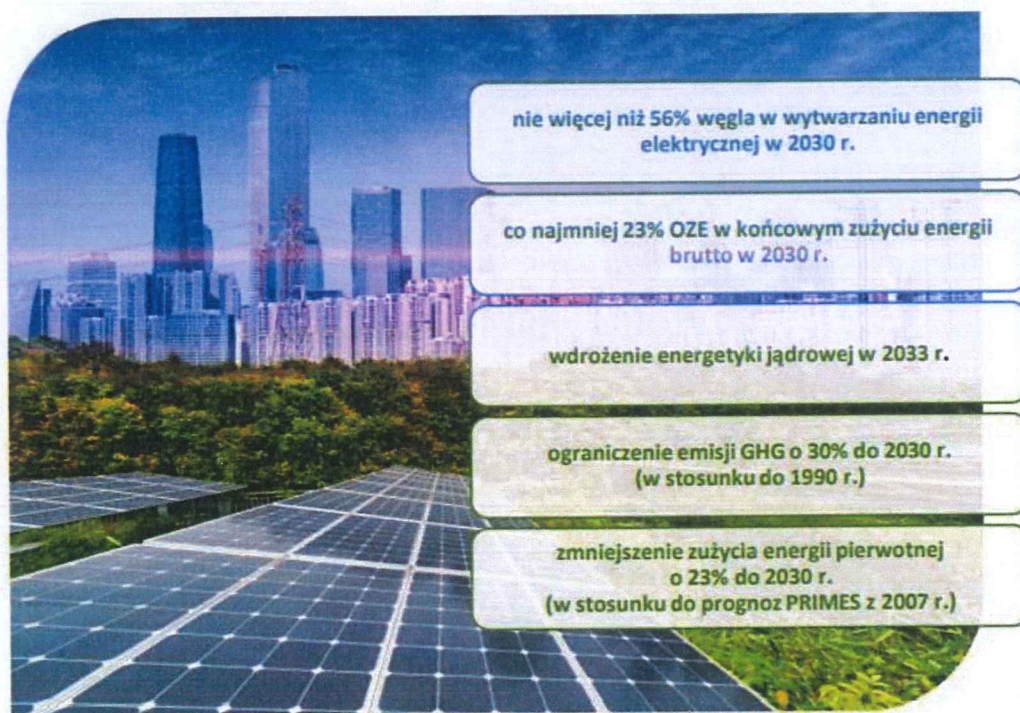 nie więcej niż 56% węgla w wytwarzaniu energii
elektrycznej w 2030 r.
co najmniej 23% OZE w końcowym zużyciu energii
brutto w 2030 r.
wdrożenie energetyki jądrowej w 2033 r.
ograniczenie emisji GHG o 30% do 2030 r.
(w stosunku do 1990 r.)
zmniejszenie zużycia energii pierwotnej
o 23% do 2030 r.
(w stosunku do prognoz PRIMES z 2007 r.)